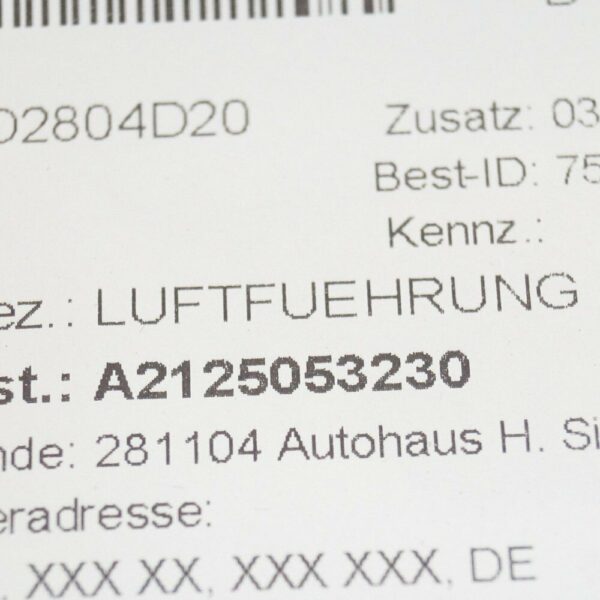 D2804D20
Zusatz: 03
Best-ID: 75
Kennz.:
ez.: LUFTFUEHRUNG
st.: A2125053230
nde: 281104 Autohaus H. Si
eradresse:
, XXX XX, XXX XXX, DE